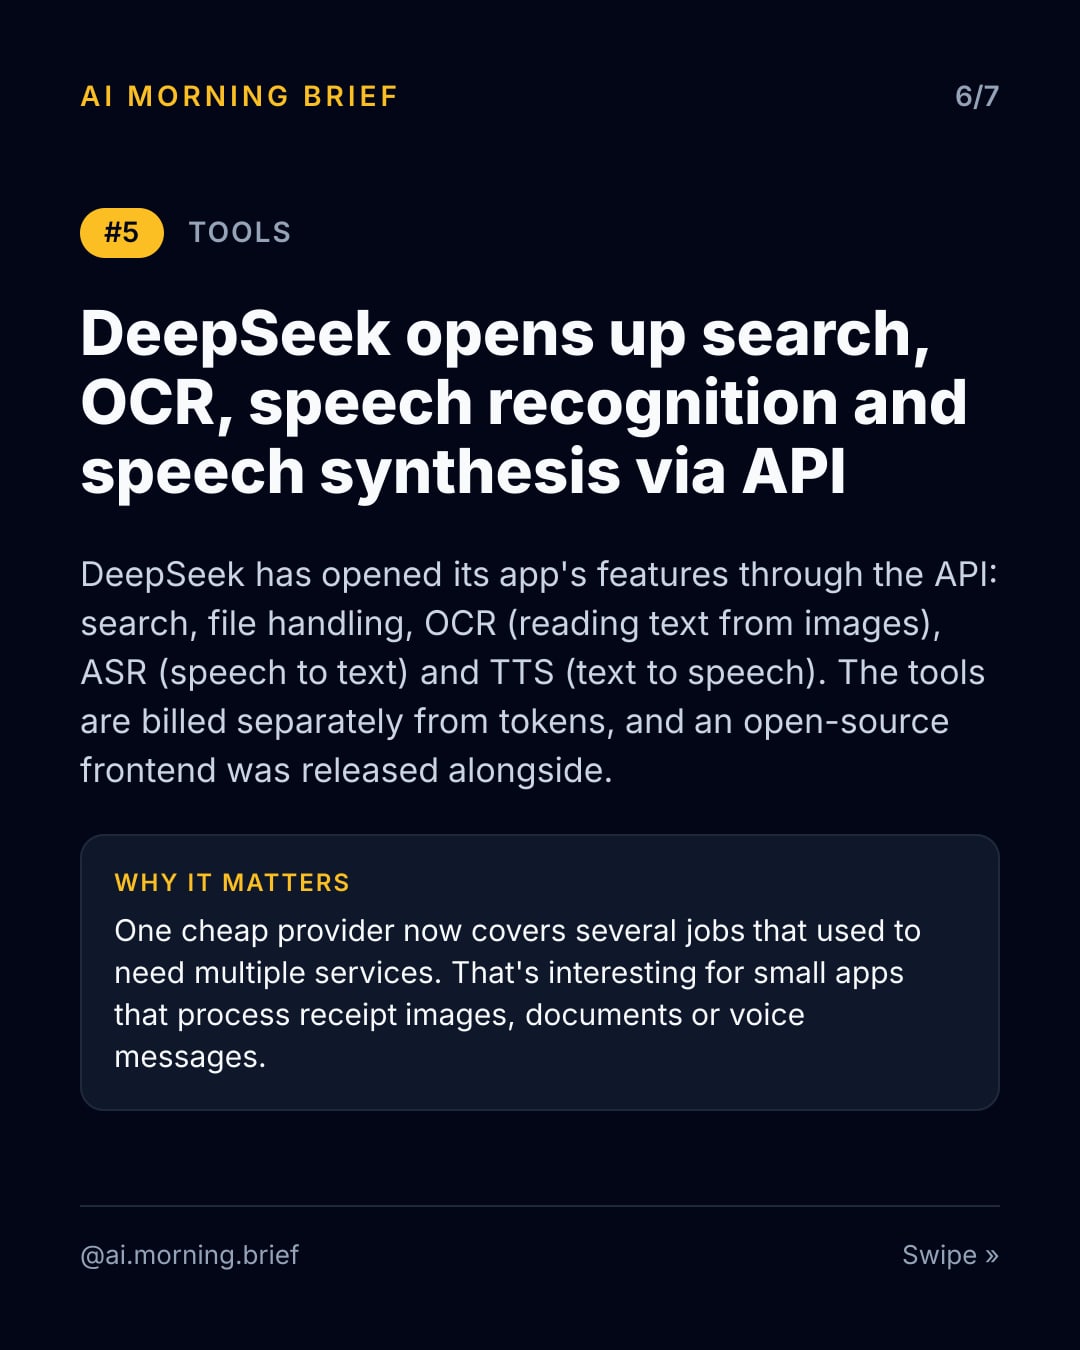 AI MORNING BRIEF
6/7
#5
TOOLS
DeepSeek opens up search,
OCR, speech recognition and
speech synthesis via API
DeepSeek has opened its app's features through the API:
search, file handling, OCR (reading text from images),
ASR (speech to text) and TTS (text to speech). The tools
are billed separately from tokens, and an open-source
frontend was released alongside.
WHY IT MATTERS
One cheap provider now covers several jobs that used to
need multiple services. That's interesting for small apps
that process receipt images, documents or voice
messages.
@ai.morning.brief
Swipe »